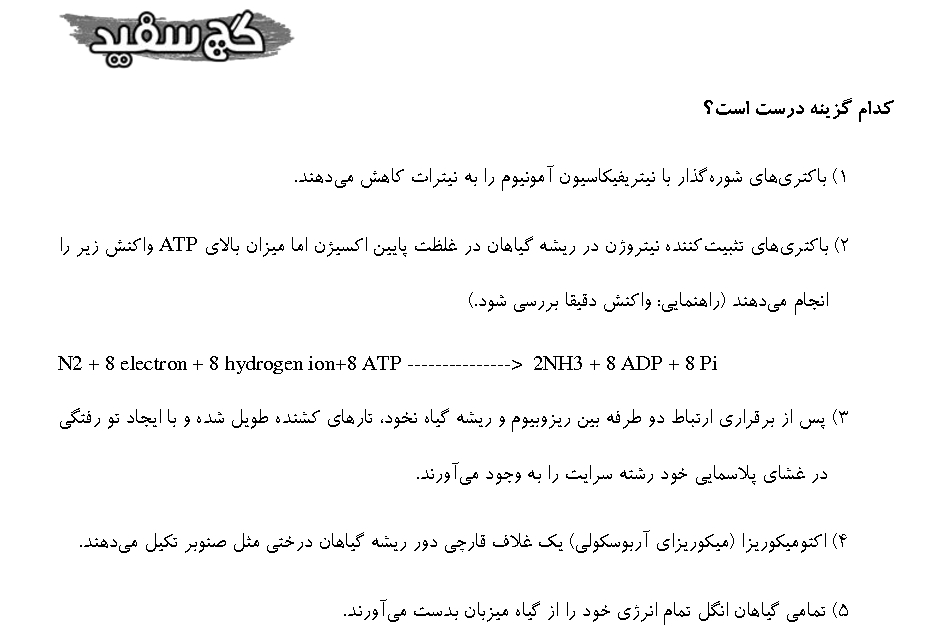 گچ سفید
کدام گزینه درست است؟
۱) باکتری‌های شوره‌گذار با نیتریفیکاسیون آمونیوم را به نیترات کاهش می‌دهند.
۲) باکتری‌های تثبیت‌کننده نیتروژن در ریشه گیاهان در غلظت پایین اکسیژن اما میزان بالای ATP واکنش زیر را
انجام می‌دهند (راهنمایی: واکنش دقیقا بررسی شود.)
N2 + 8 electron + 8 hydrogen ion+8 ATP ---------------> 2NH3 + 8 ADP + 8 Pi
۳) پس از برقراری ارتباط دو طرفه بین ریزوبیوم و ریشه گیاه نخود، تارهای کشنده طویل شده و با ایجاد تو رفتگی
در غشای پلاسمایی خود رشته سرایت را به وجود می‌آورند.
۴) اکتومیکوریزا (میکوریزای آربوسکولی) یک غلاف قارچی دور ریشه گیاهان درختی مثل صنوبر تکیل می‌دهند.
۵) تمامی گیاهان انگل تمام انرژی خود را از گیاه میزبان بدست می‌آورند.